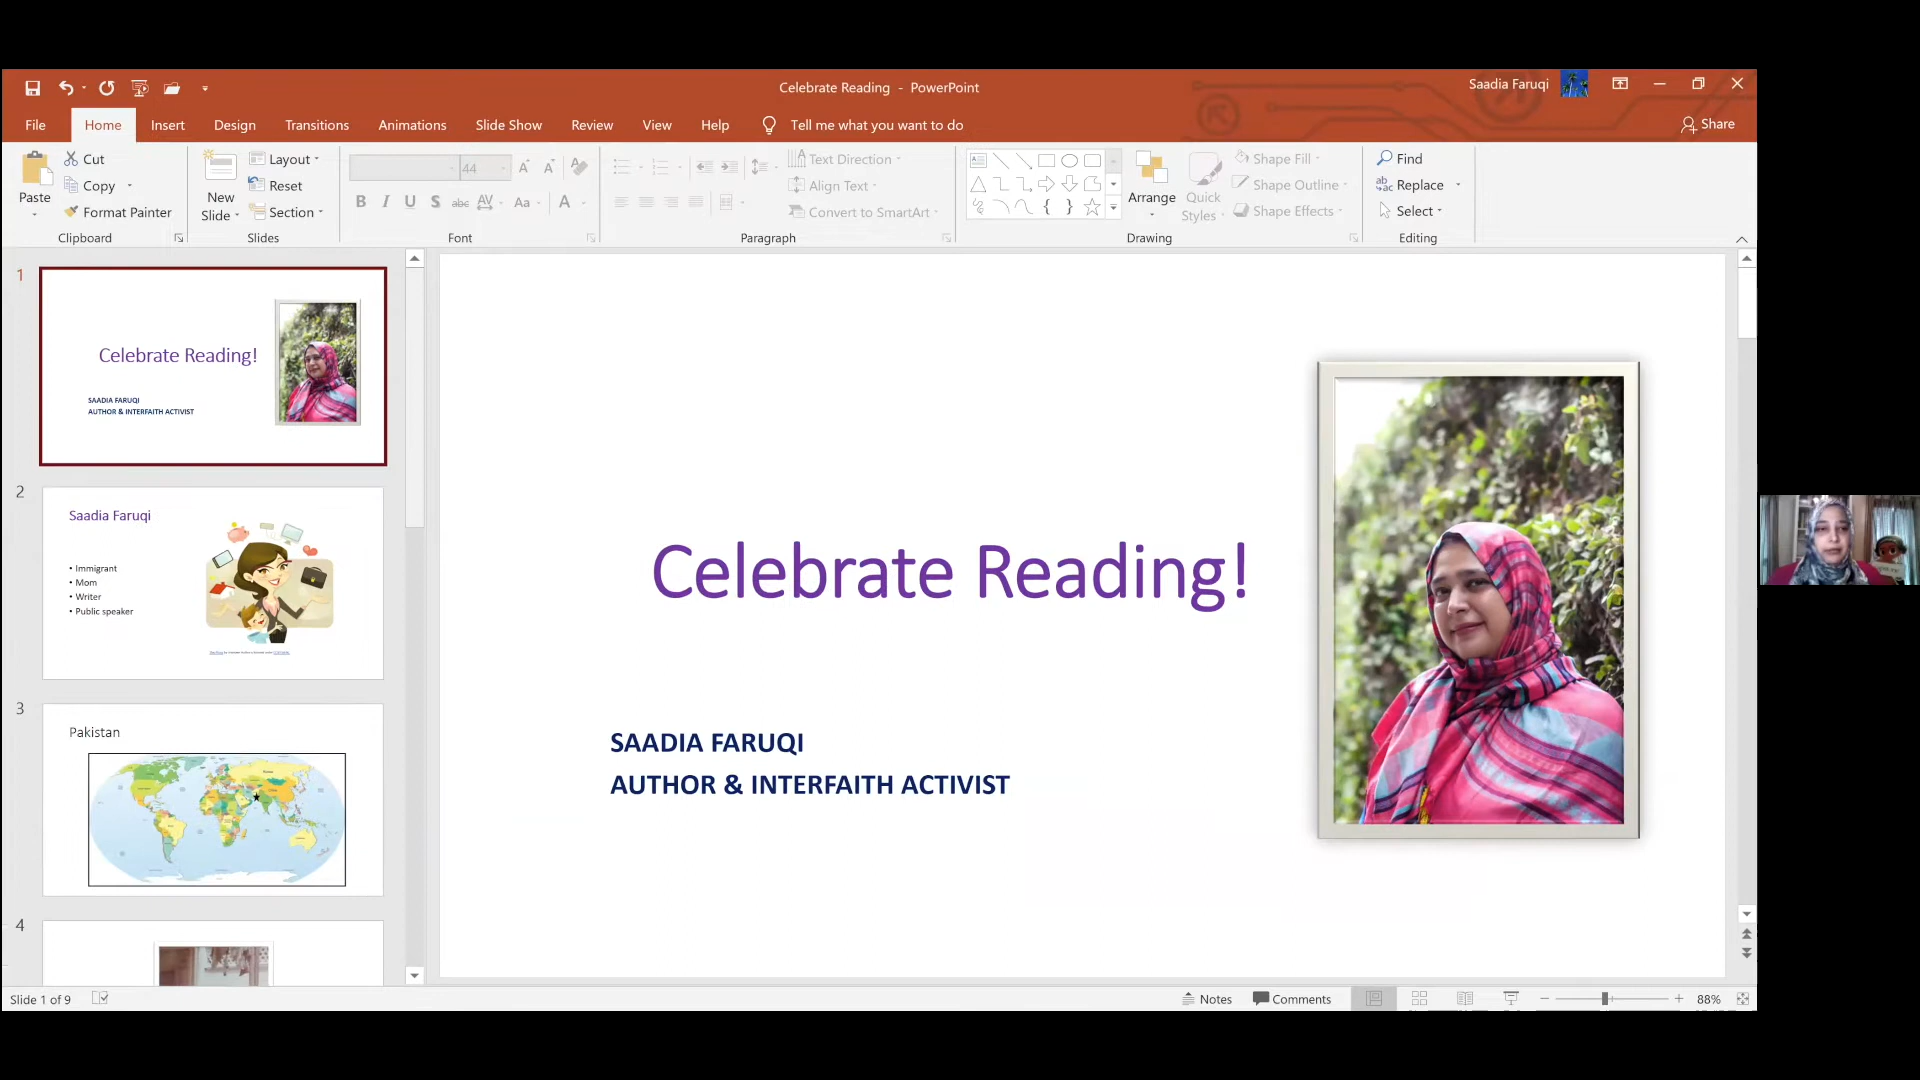 Celebrate Reading - PowerPoint
Saadia Faruqi
File Home Insert Design Transitions Animations Slide Show Review View Help Tell me what you want to do Share
Paste
Cut
Copy
Format Painter
Clipboard
New
Slide
Layout
Reset
Section
Slides
44
B I U S abc AV Aa A
Font
Text Direction
Align Text
Convert to SmartArt
Paragraph
Arrange
Quick
Styles
Shape Fill
Shape Outline
Shape Effects
Drawing
Find
Replace
Select
Editing
1
Celebrate Reading!
SAADIA FARUQI
AUTHOR & INTERFAITH ACTIVIST
2
Saadia Faruqi
• Immigrant
• Mom
• Writer
• Public speaker
3
Pakistan
4
Celebrate Reading!
SAADIA FARUQI
AUTHOR & INTERFAITH ACTIVIST
Slide 1 of 9
Notes Comments 88%